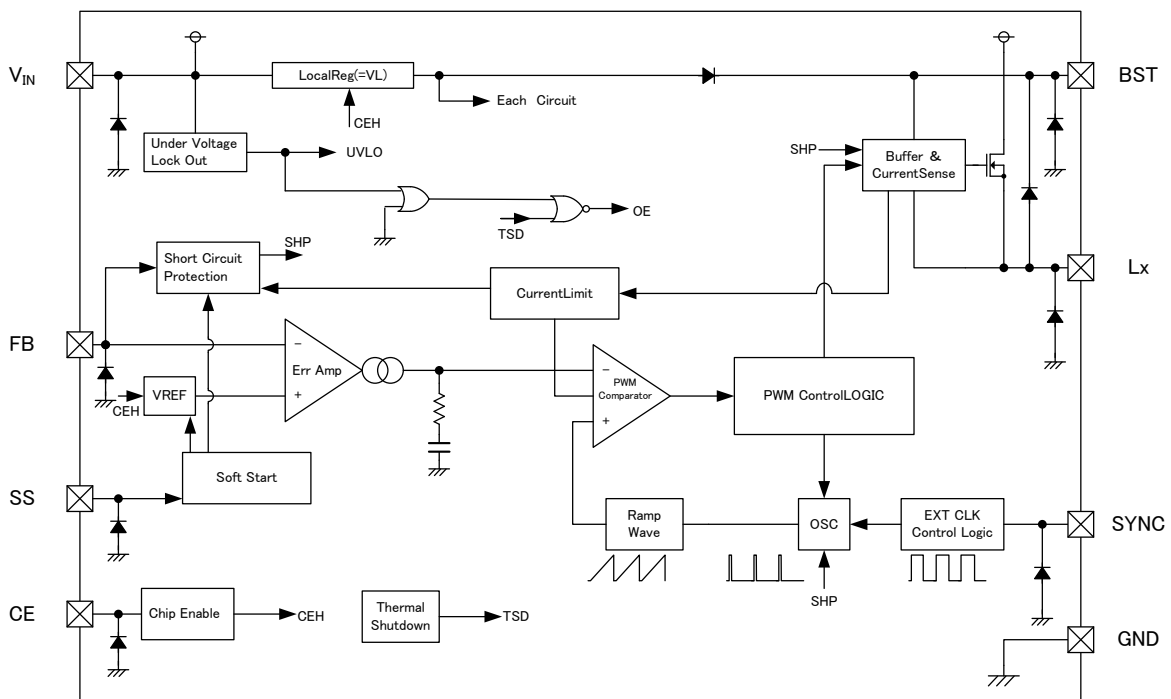 VIN
LocalReg(=VL)
BST
Each Circuit
CEH
Under Voltage
Lock Out
UVLO
SHP
Buffer &
CurrentSense
TSD
OE
SHP
Short Circuit
Protection
CurrentLimit
Lx
FB
−
Err Amp
+
VREF
CEH
−
PWM
Comparator
+
PWM ControlLOGIC
Soft Start
SS
Ramp
Wave
OSC
EXT CLK
Control Logic
SYNC
SHP
CE
Chip Enable
CEH
Thermal
Shutdown
TSD
GND